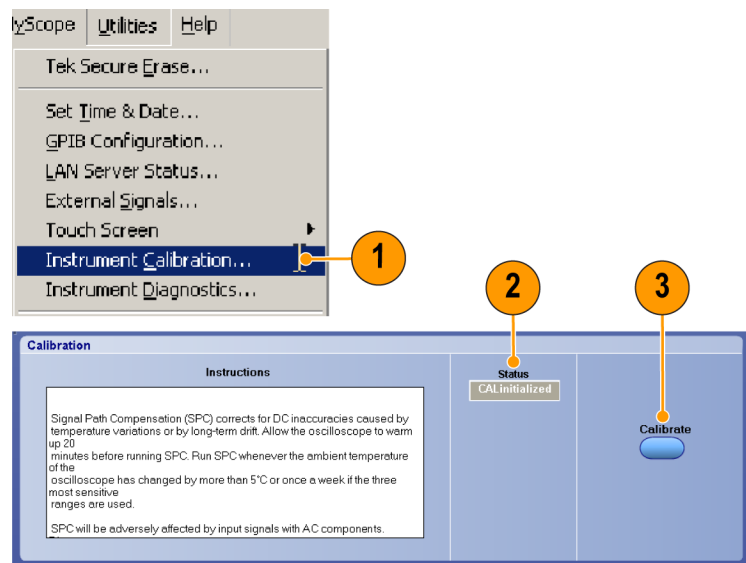 yScope Utilities Help
Tek Secure Erase...
Set Time & Date...
GPIB Configuration...
LAN Server Status...
External Signals...
Touch Screen
Instrument Calibration...
Instrument Diagnostics...
1
2
3
Calibration
Instructions
Signal Path Compensation (SPC) corrects for DC inaccuracies caused by
temperature variations or by long-term drift. Allow the oscilloscope to warm
up 20
minutes before running SPC. Run SPC whenever the ambient temperature
of the
oscilloscope has changed by more than 5°C or once a week if the three
most sensitive
ranges are used.
SPC will be adversely affected by input signals with AC components.
Status
CALinitialized
Calibrate